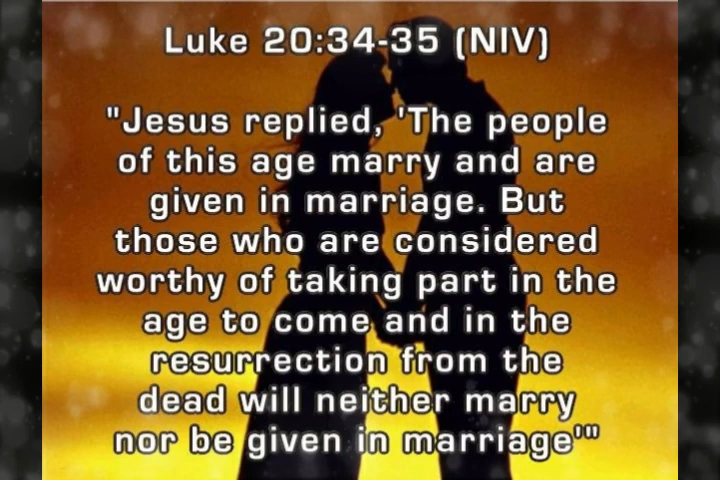 Luke 20:34-35 (NIV)
"Jesus replied, 'The people
of this age marry and are
given in marriage. But
those who are considered
worthy of taking part in the
age to come and in the
resurrection from the
dead will neither marry
nor be given in marriage'"